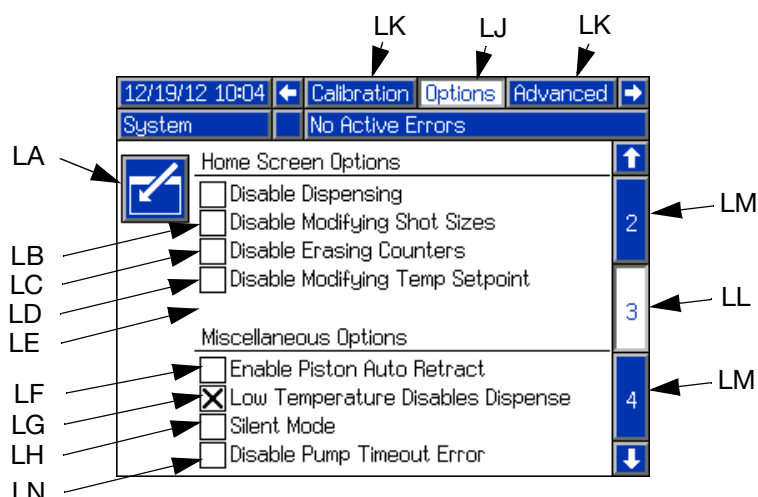 LK LJ LK
12/19/12 10:04 Calibration Options Advanced
System No Active Errors
LA Home Screen Options
Disable Dispensing
LB Disable Modifying Shot Sizes 2 LM
LC Disable Erasing Counters
LD Disable Modifying Temp Setpoint
LE 3 LL
Miscellaneous Options
LF Enable Piston Auto Retract
LG Low Temperature Disables Dispense 4 LM
LH Silent Mode
LN Disable Pump Timeout Error